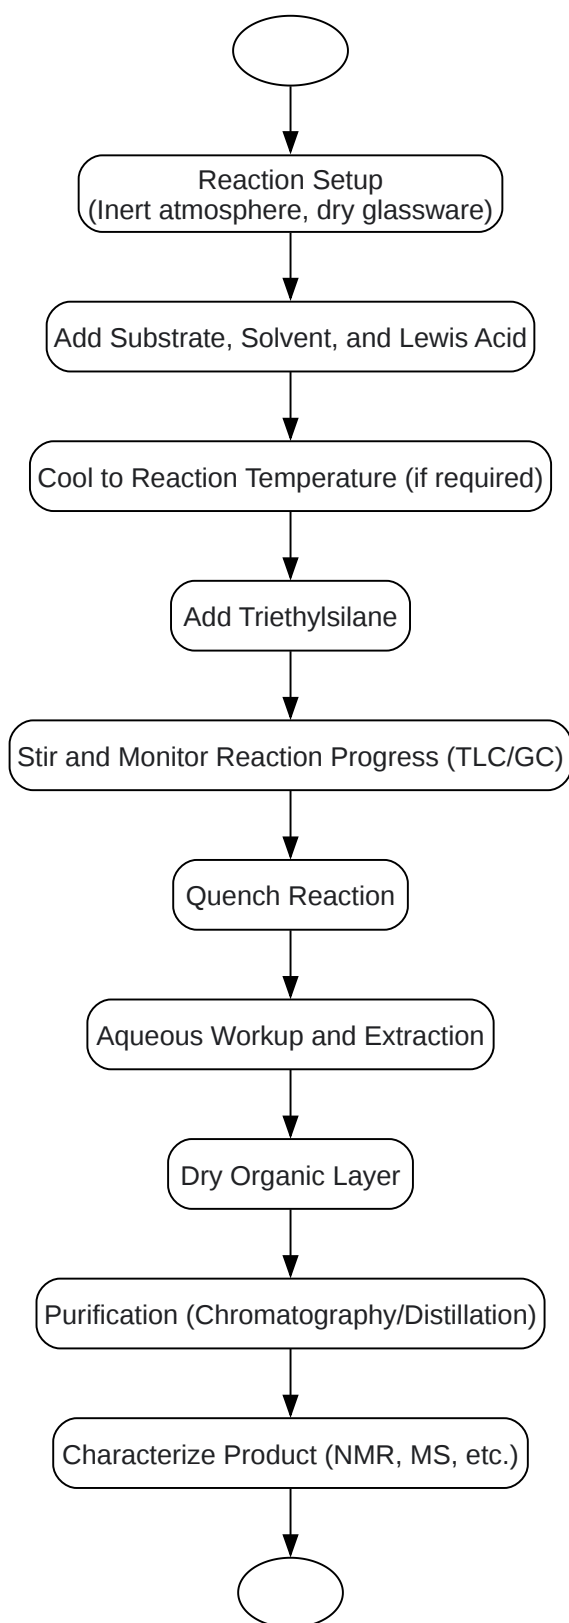 Reaction Setup
(Inert atmosphere, dry glassware)
Add Substrate, Solvent, and Lewis Acid
Cool to Reaction Temperature (if required)
Add Triethylsilane
Stir and Monitor Reaction Progress (TLC/GC)
Quench Reaction
Aqueous Workup and Extraction
Dry Organic Layer
Purification (Chromatography/Distillation)
Characterize Product (NMR, MS, etc.)